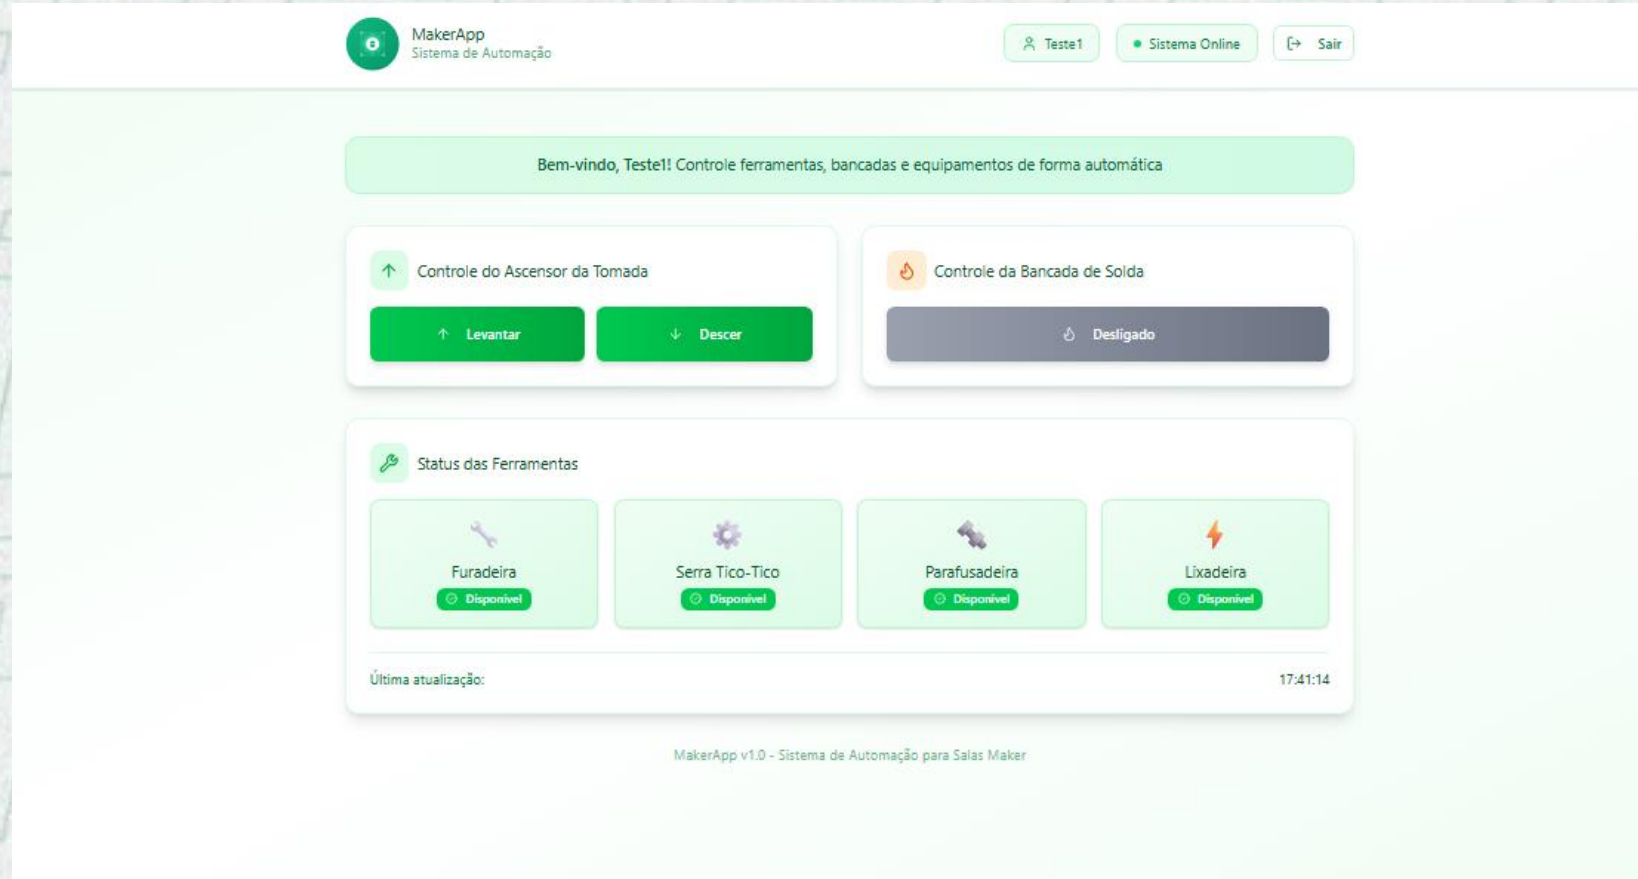 MakerApp
Sistema de Automação
Teste1
Sistema Online
Sair
Bem-vindo, Teste1! Controle ferramentas, bancadas e equipamentos de forma automática
Controle do Ascensor da Tomada
Levantar
Descer
Controle da Bancada de Solda
Desligado
Status das Ferramentas
Furadeira
Disponível
Serra Tico-Tico
Disponível
Parafusadeira
Disponível
Lixadeira
Disponível
Última atualização:
17:41:14
MakerApp v1.0 - Sistema de Automação para Salas Maker